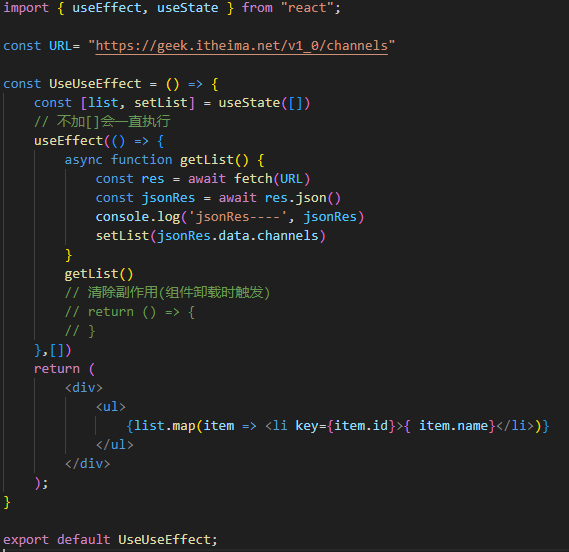 import { useEffect, useState } from "react";
const URL= "https://geek.itheima.net/v1_0/channels"
const UseUseEffect = () => {
const [list, setList] = useState([])
// 不加[]会一直执行
useEffect(() => {
async function getList() {
const res = await fetch(URL)
const jsonRes = await res.json()
console.log('jsonRes----', jsonRes)
setList(jsonRes.data.channels)
}
getList()
// 清除副作用(组件卸载时触发)
// return () => {
// }
},[])
return (
<div>
<ul>
{list.map(item => <li key={item.id}>{ item.name}</li>)}
</ul>
</div>
);
}
export default UseUseEffect;